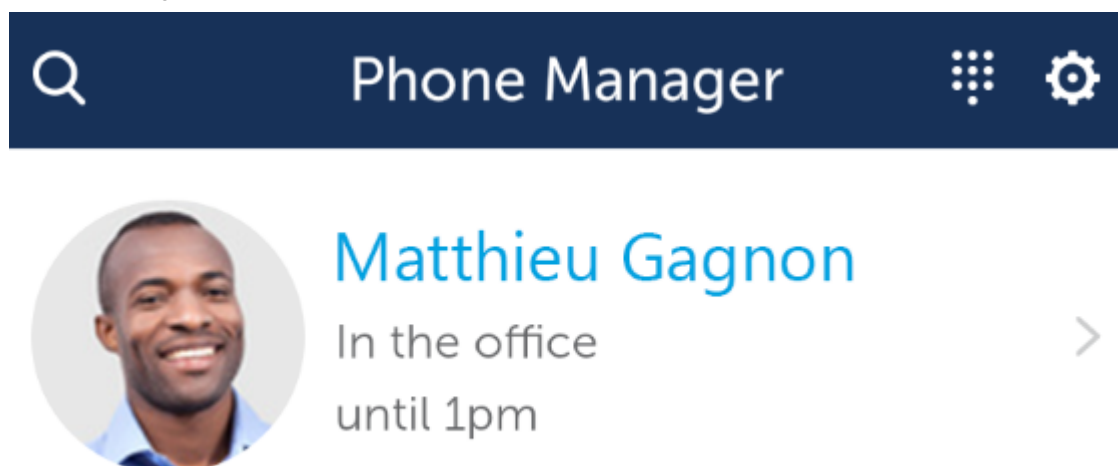 Phone Manager
Matthieu Gagnon
In the office
until 1pm